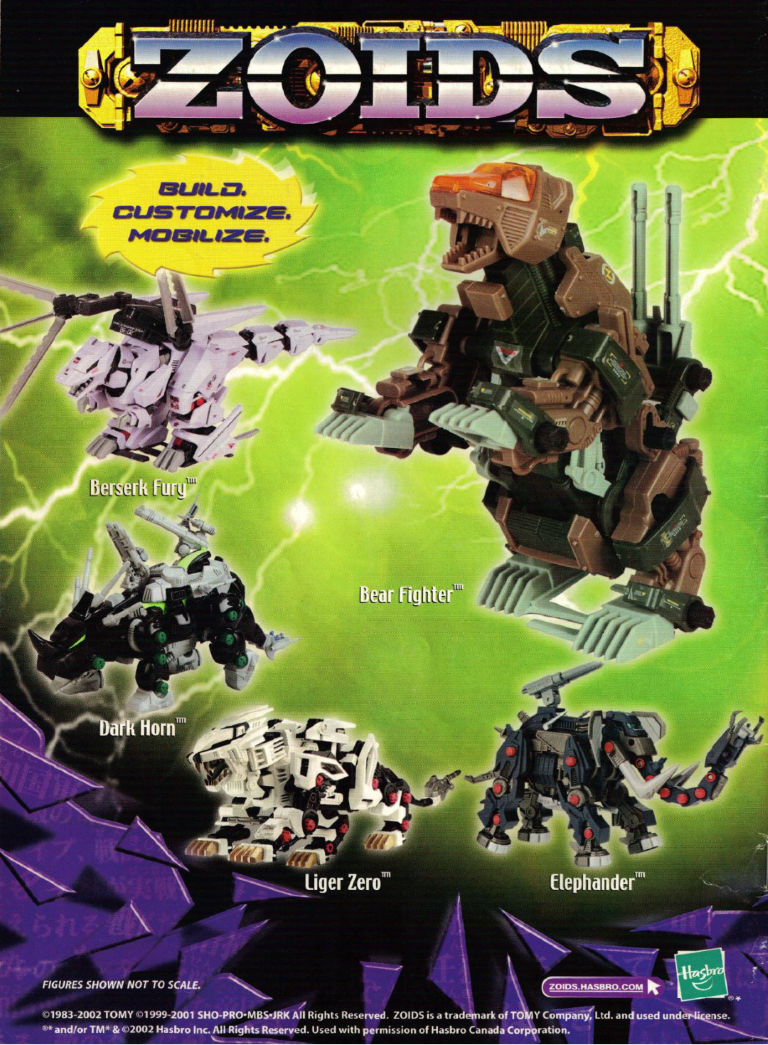 ZOIDS
BUILD.
CUSTOMIZE.
MOBILIZE.
Berserk Fury™
Bear Fighter™
Dark Horn™
Liger Zero™
Elephander™
FIGURES SHOWN NOT TO SCALE.
ZOIDS.HASBRO.COM
Hasbro
®*
©1983-2002 TOMY ©1999-2001 SHO-PRO•MBS•JRK All Rights Reserved. ZOIDS is a trademark of TOMY Company, Ltd. and used under license.
®* and/or TM* & ©2002 Hasbro Inc. All Rights Reserved. Used with permission of Hasbro Canada Corporation.